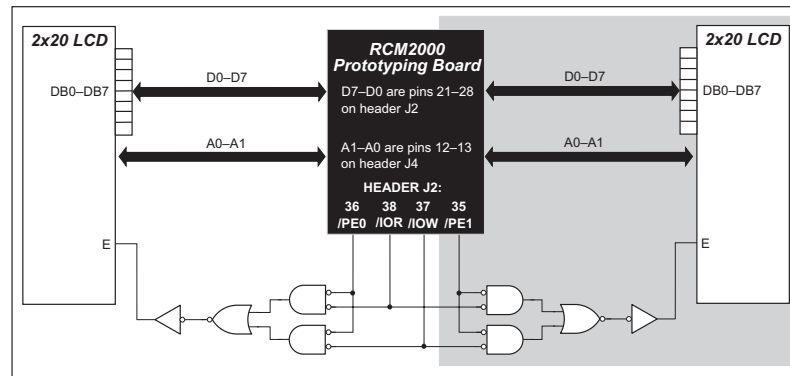 2x20 LCD
DB0–DB7
E
D0–D7
A0–A1
RCM2000
Prototyping Board
D7–D0 are pins 21–28
on header J2
A1–A0 are pins 12–13
on header J4
HEADER J2:
36 38 37 35
/PE0 /IOR /IOW /PE1
D0–D7
A0–A1
2x20 LCD
DB0–DB7
E